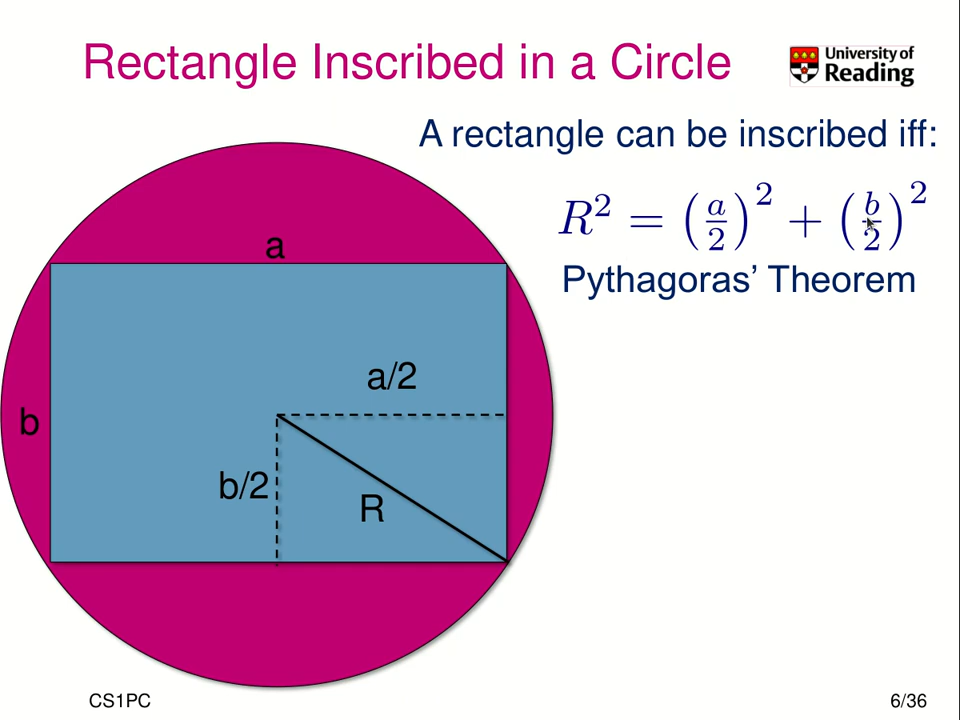 Rectangle Inscribed in a Circle
University of
Reading
A rectangle can be inscribed iff:
R² = (a/2)² + (b/2)²
Pythagoras’ Theorem
a
a/2
b
b/2
R
CS1PC
6/36